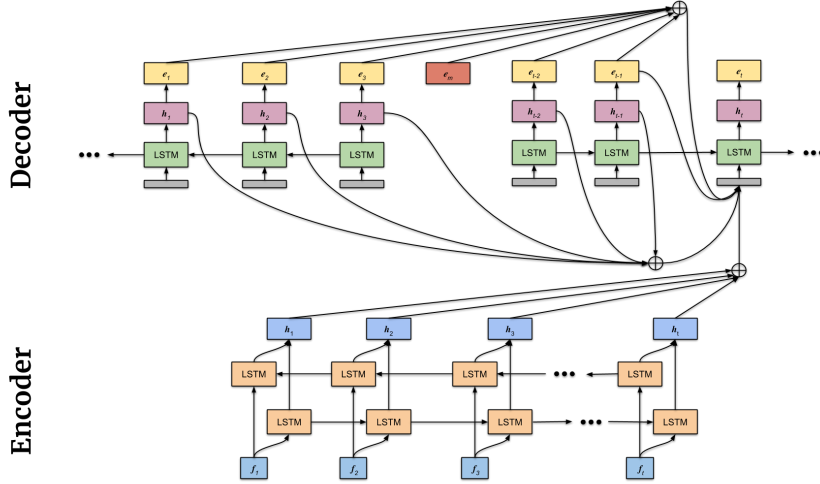 Decoder
e1 e2 e3 em et-2 et-1 et
h1 h2 h3 ht-2 ht-1 ht
••• LSTM LSTM LSTM LSTM LSTM LSTM •••
Encoder
h1 h2 h3 ht
LSTM LSTM LSTM ••• LSTM
LSTM LSTM LSTM ••• LSTM
f1 f2 f3 ft